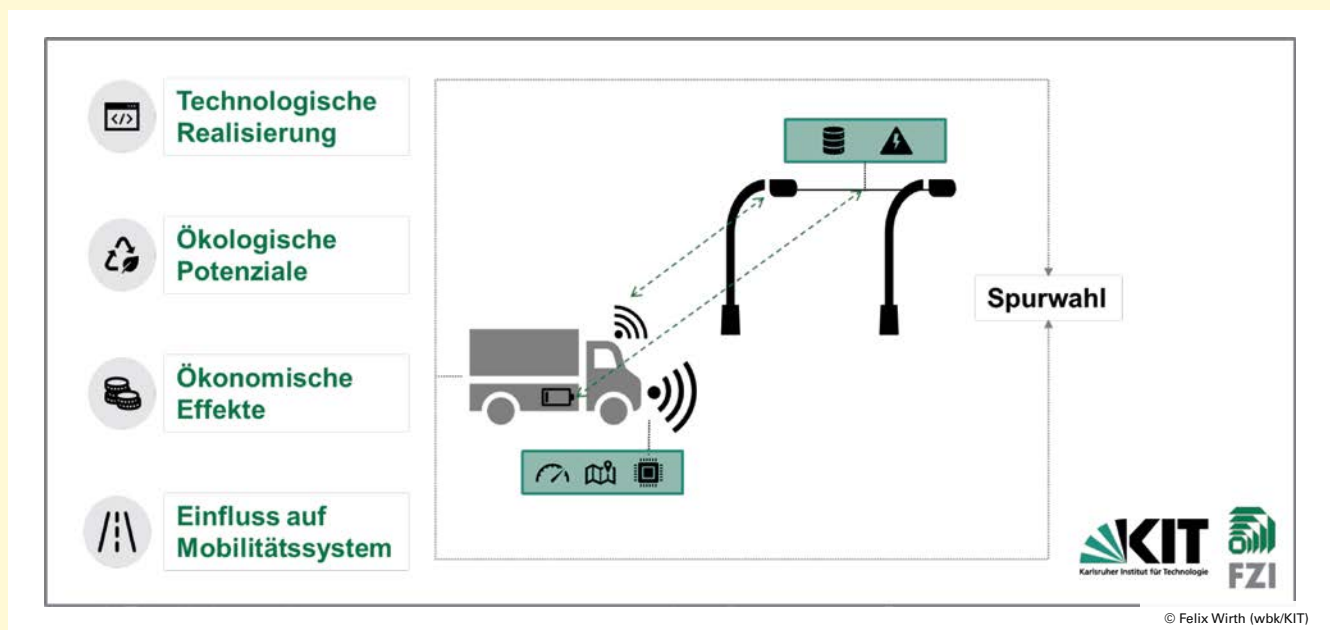 Technologische
Realisierung
Ökologische
Potenziale
Ökonomische
Effekte
Einfluss auf
Mobilitätssystem
Spurwahl
KIT
Karlsruher Institut für Technologie
FZI
© Felix Wirth (wbk/KIT)